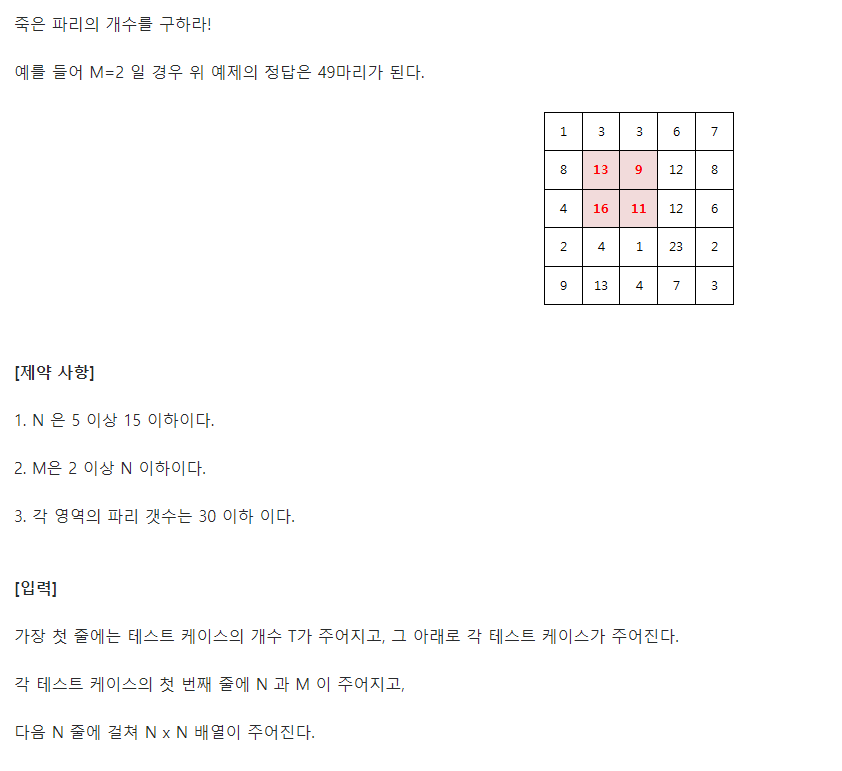 죽은 파리의 개수를 구하라!
예를 들어 M=2 일 경우 위 예제의 정답은 49마리가 된다.
1 3 3 6 7
8 13 9 12 8
4 16 11 12 6
2 4 1 23 2
9 13 4 7 3
[제약 사항]
1. N 은 5 이상 15 이하이다.
2. M은 2 이상 N 이하이다.
3. 각 영역의 파리 갯수는 30 이하 이다.
[입력]
가장 첫 줄에는 테스트 케이스의 개수 T가 주어지고, 그 아래로 각 테스트 케이스가 주어진다.
각 테스트 케이스의 첫 번째 줄에 N 과 M 이 주어지고,
다음 N 줄에 걸쳐 N x N 배열이 주어진다.